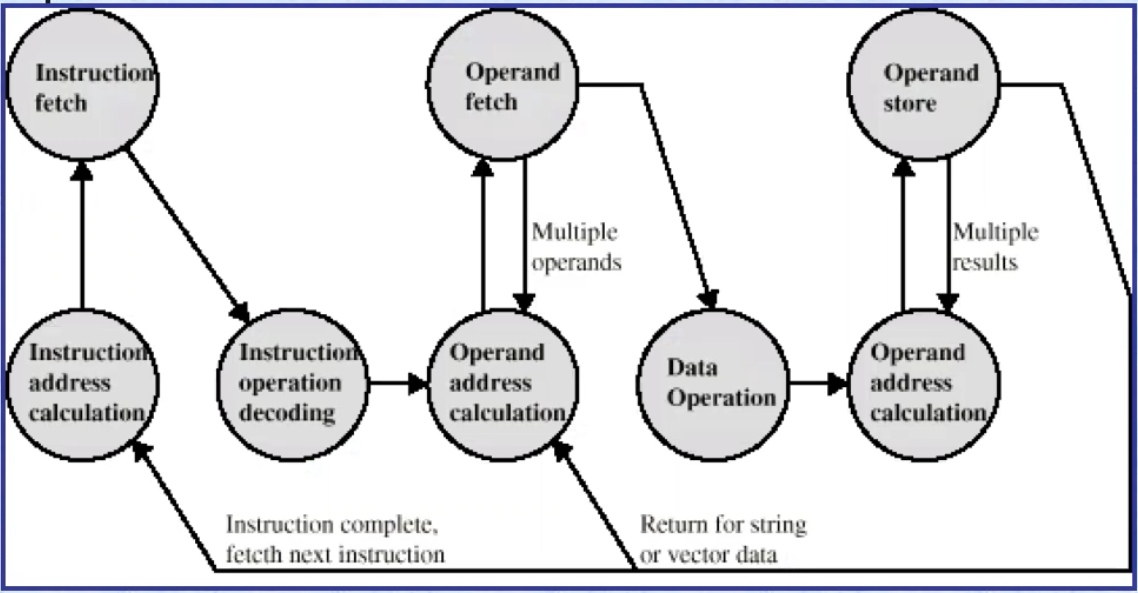 Instruction
fetch
Operand
fetch
Operand
store
Multiple
operands
Multiple
results
Instruction
address
calculation
Instruction
operation
decoding
Operand
address
calculation
Data
Operation
Operand
address
calculation
Instruction complete,
fetcth next instruction
Return for string
or vector data